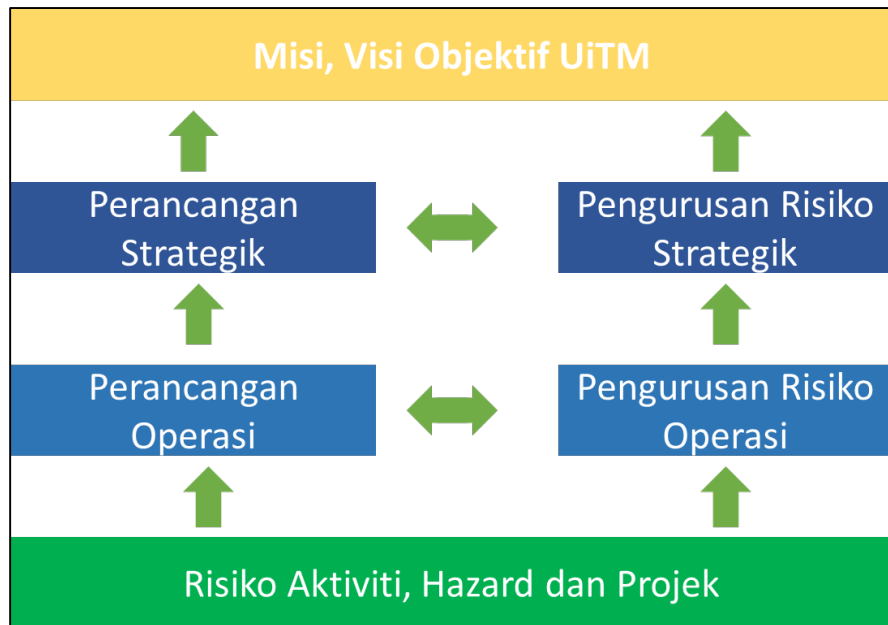 Misi, Visi Objektif UiTM
Perancangan
Strategik
Pengurusan Risiko
Strategik
Perancangan
Operasi
Pengurusan Risiko
Operasi
Risiko Aktiviti, Hazard dan Projek